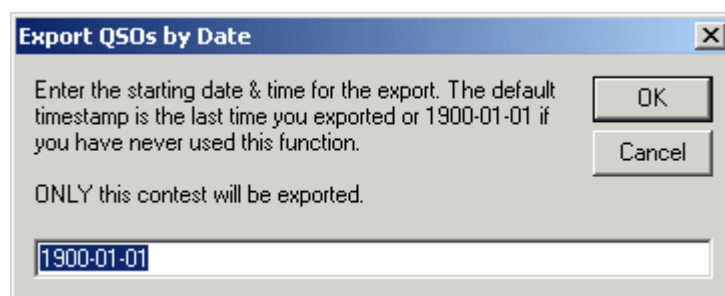 Export QSOs by Date
Enter the starting date & time for the export. The default
timestamp is the last time you exported or 1900-01-01 if
you have never used this function.
OK
Cancel
ONLY this contest will be exported.
1900-01-01